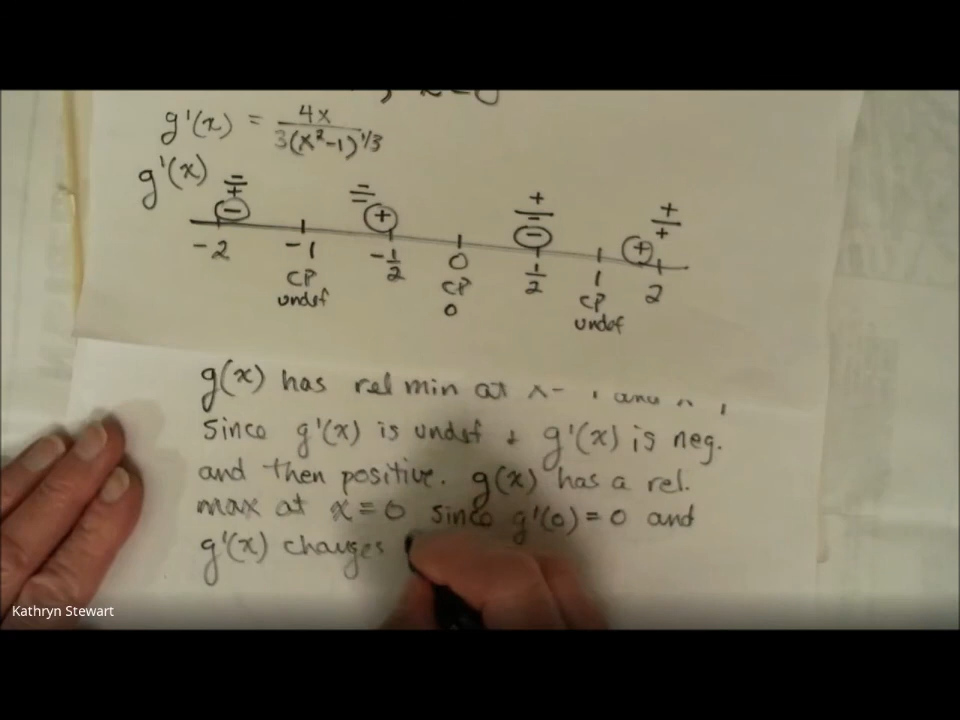 g'(x) = 4x / 3(x²-1)^1/3
g'(x)
- / + - / - + / - + / +
⊖ ⊕ ⊖ ⊕
-2 -1 -1/2 0 1/2 1 2
CP CP CP
undef 0 undef
g(x) has rel min at
since g'(x) is undef & g'(x) is neg.
and then positive. g(x) has a rel.
max at x = 0 since g'(0) = 0 and
g'(x) changes
Kathryn Stewart